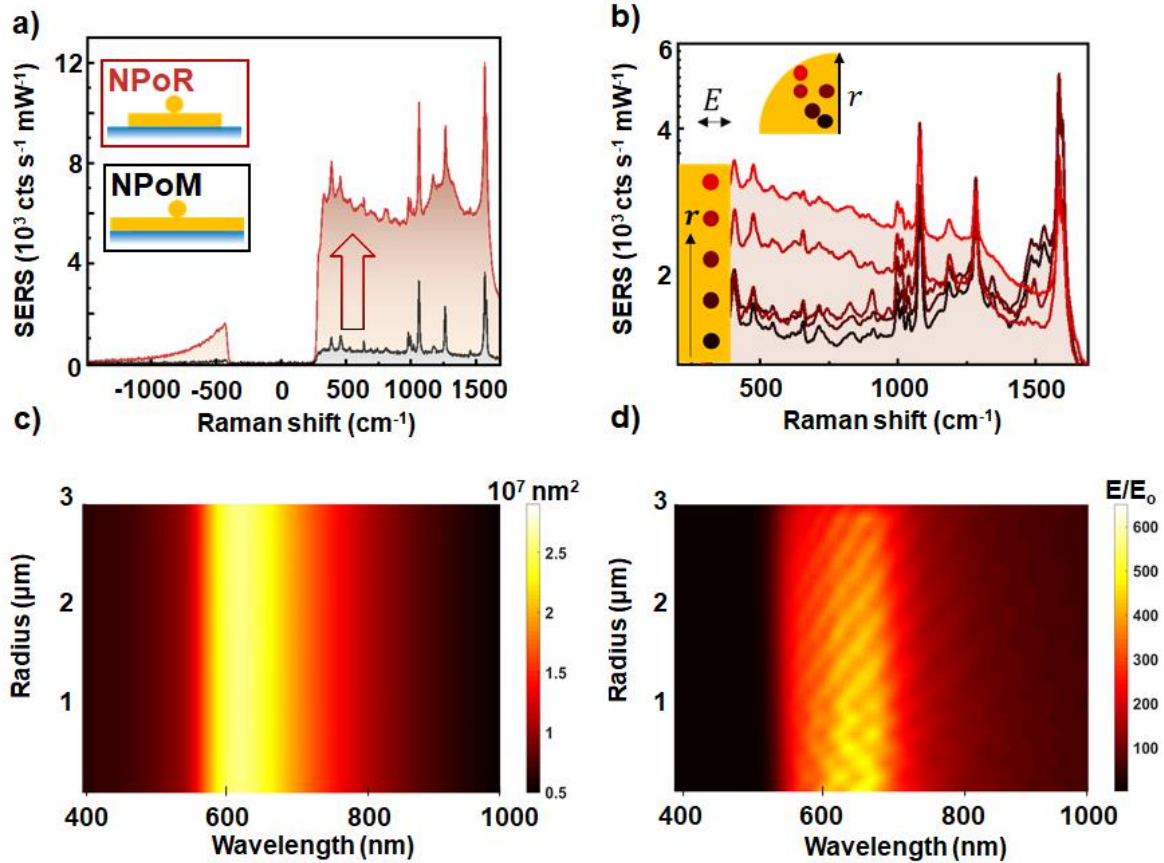 a)
NPoR
NPoM
SERS (10³ cts s⁻¹ mW⁻¹)
12
8
4
0
-1000 -500 0 500 1000 1500
Raman shift (cm⁻¹)
b)
E
r
r
SERS (10³ cts s⁻¹ mW⁻¹)
6
4
2
500 1000 1500
Raman shift (cm⁻¹)
c)
10⁷ nm²
Radius (µm)
3
2
1
400 600 800 1000
Wavelength (nm)
2.5
2
1.5
1
0.5
d)
E/Eₒ
Radius (µm)
3
2
1
400 600 800 1000
Wavelength (nm)
600
500
400
300
200
100